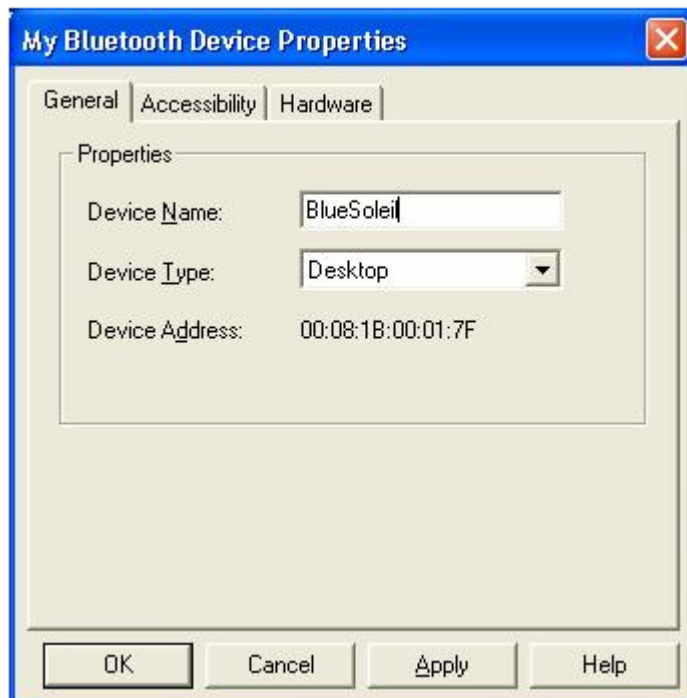 My Bluetooth Device Properties
General Accessibility Hardware
Properties
Device Name: BlueSoleil
Device Type: Desktop
Device Address: 00:08:1B:00:01:7F
OK Cancel Apply Help